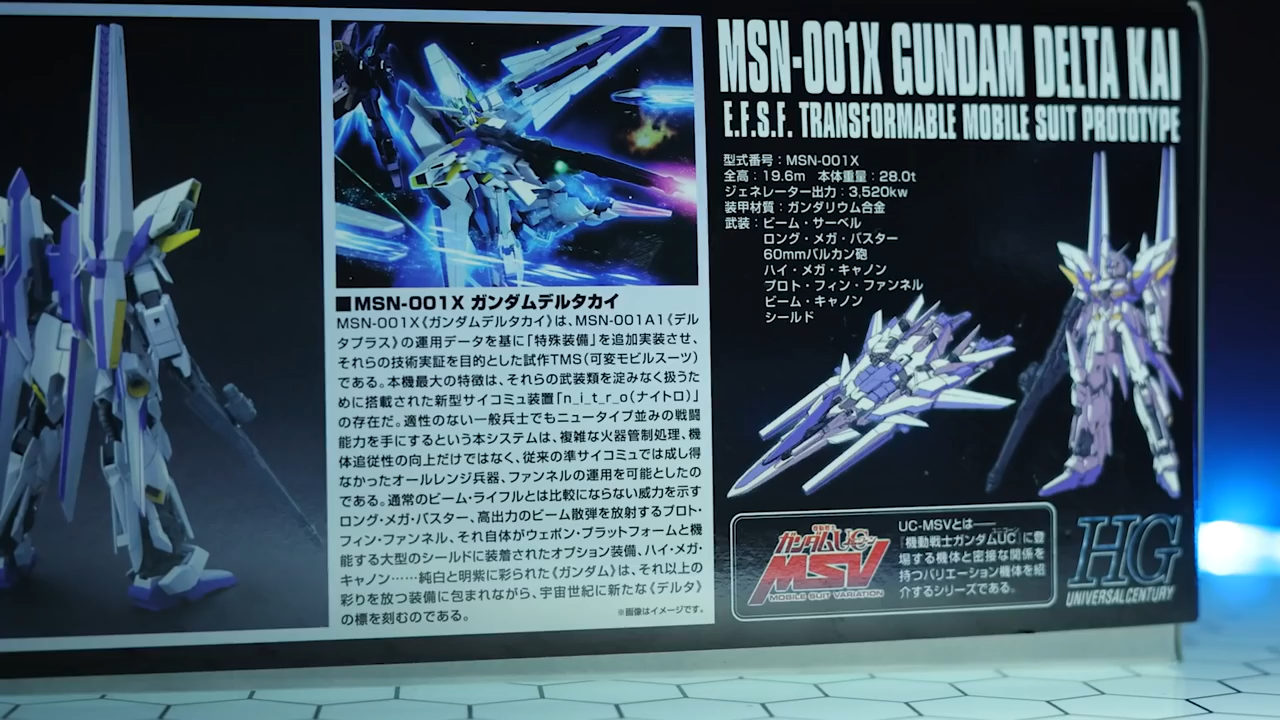 ■MSN-001X ガンダムデルタカイ
MSN-001X《ガンダムデルタカイ》は、MSN-001A1《デル
タプラス》の運用データを基に「特殊装備」を追加実装させ、
それらの技術実証を目的とした試作TMS(可変モビルスーツ)
である。本機最大の特徴は、それらの武装類を淀みなく扱うた
めに搭載された新型サイコミュ装置「n_i_t_r_o(ナイトロ)」
の存在だ。適性のない一般兵士でもニュータイプ並みの戦闘
能力を手にするという本システムは、複雑な火器管制処理、機
体追従性の向上だけではなく、従来の準サイコミュでは成し得
なかったオールレンジ兵器、ファンネルの運用を可能としたの
である。通常のビーム・ライフルとは比較にならない威力を示す
ロング・メガ・バスター、高出力のビーム散弾を放射するプロト・
フィン・ファンネル、それ自体がウェポン・プラットフォームと機
能する大型のシールドに装着されたオプション装備、ハイ・メガ・
キャノン……純白と明紫に彩られた《ガンダム》は、それ以上の
彩りを放つ装備に包まれながら、宇宙世紀に新たな《デルタ》
の標を刻むのである。
※画像はイメージです。
MSN-001X GUNDAM DELTA KAI
E.F.S.F. TRANSFORMABLE MOBILE SUIT PROTOTYPE
型式番号:MSN-001X
全高:19.6m 本体重量:28.0t
ジェネレーター出力:3,520kw
装甲材質:ガンダリウム合金
武装:ビーム・サーベル
ロング・メガ・バスター
60mmバルカン砲
ハイ・メガ・キャノン
プロト・フィン・ファンネル
ビーム・キャノン
シールド
機動戦士
ガンダムUC
MSV
MOBILE SUIT VARIATION
UC-MSVとは──
「機動戦士ガンダムUC」に登
場する機体と密接な関係を
持つバリエーション機体を紹
介するシリーズである。
HG
UNIVERSAL CENTURY